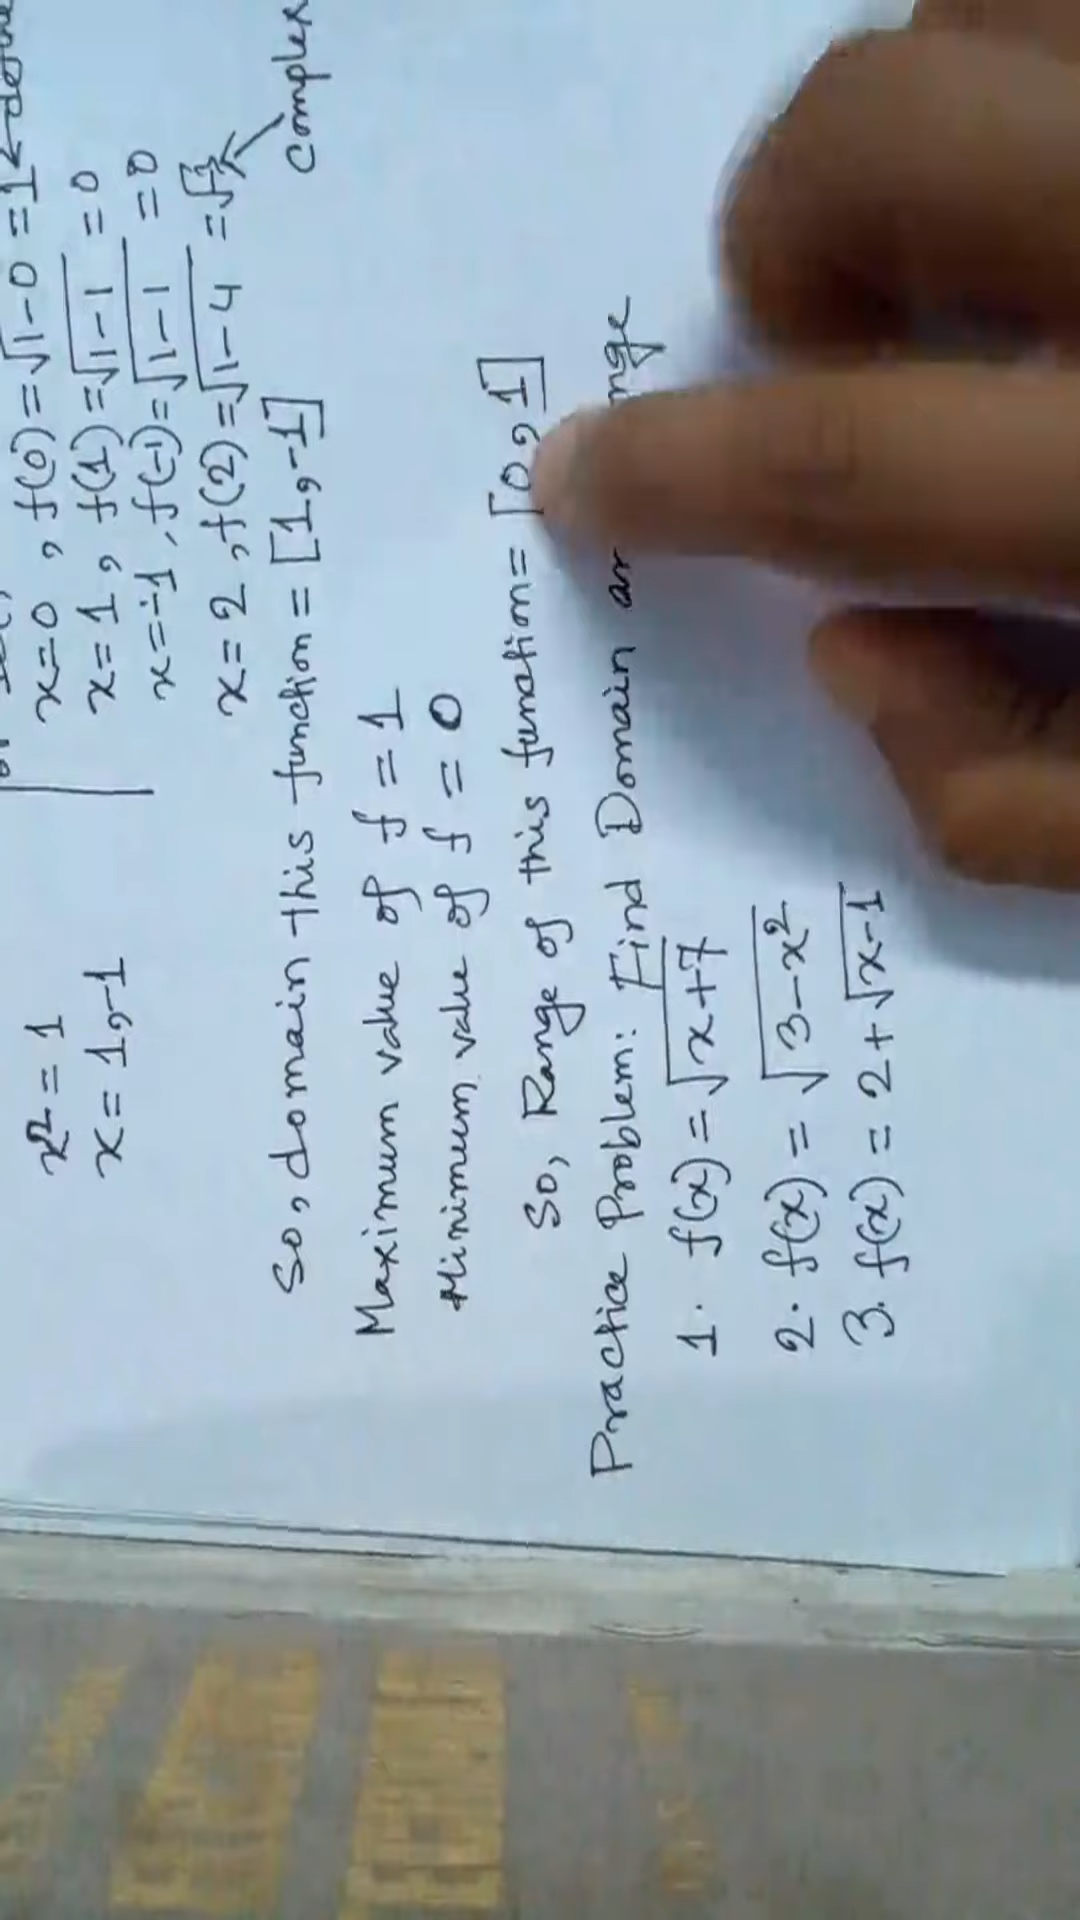 x² = 1
x = 1, -1
x=0, f(0) = √1-0 = 1
x=1, f(1) = √1-1 = 0
x=-1, f(-1) = √1-1 = 0
x=2, f(2) = √1-4 =
complex
So, domain this function = [1, -1]
Maximum value of f = 1
Minimum value of f = 0
So, Range of this function = [0, 1]
Practice Problem: Find Domain
1. f(x) = √x+7
2. f(x) = √3-x²
3. f(x) = 2+√x-1